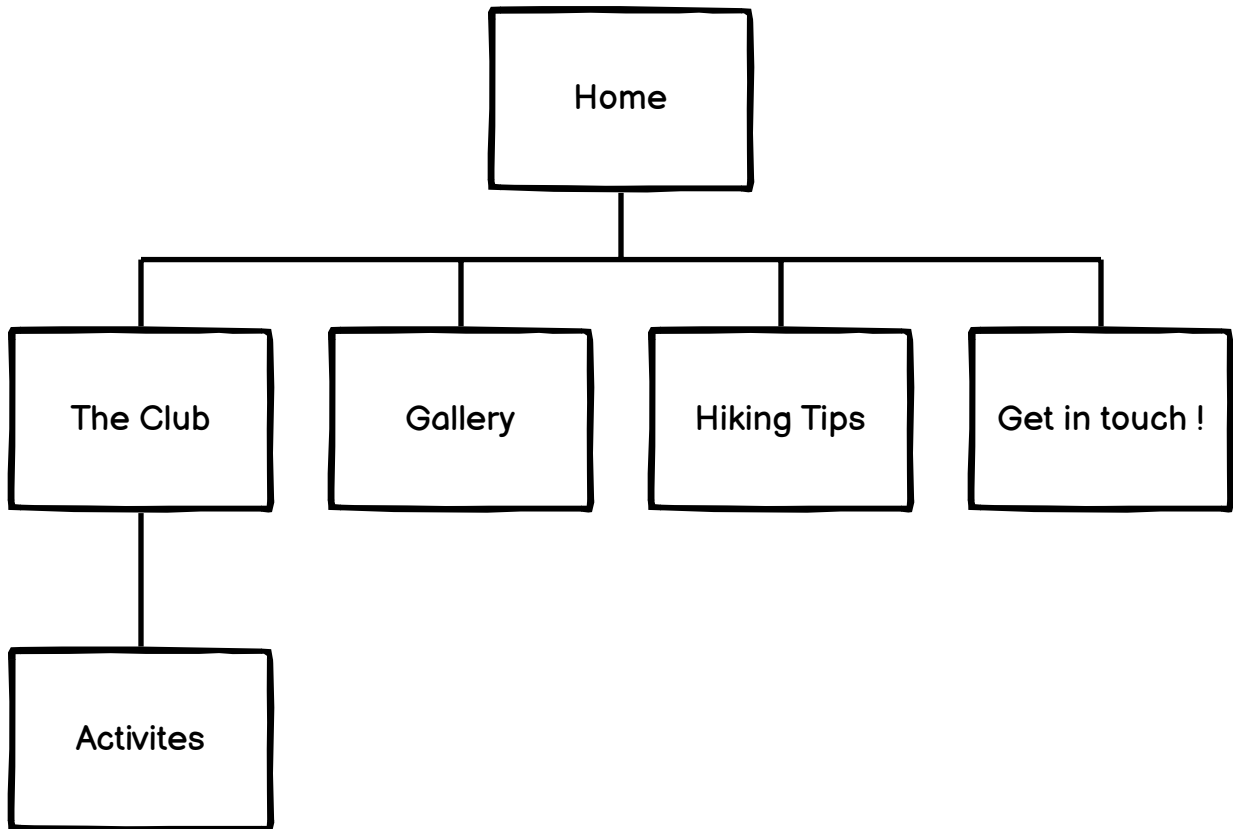 Home
The Club
Gallery
Hiking Tips
Get in touch !
Activites